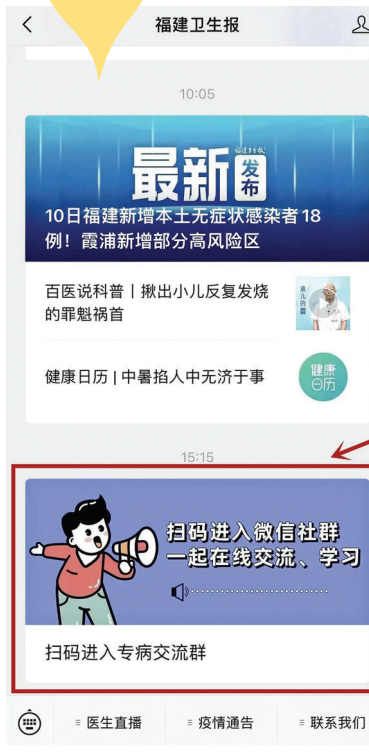 福建卫生报
10:05
福建卫生报
最新
发布
10日福建新增本土无症状感染者18
例！霞浦新增部分高风险区
百医说科普丨揪出小儿反复发烧
的罪魁祸首
健康日历 | 中暑掐人中无济于事
健康
日历
15:15
扫码进入微信社群
一起在线交流、学习
扫码进入专病交流群
医生直播
疫情通告
联系我们